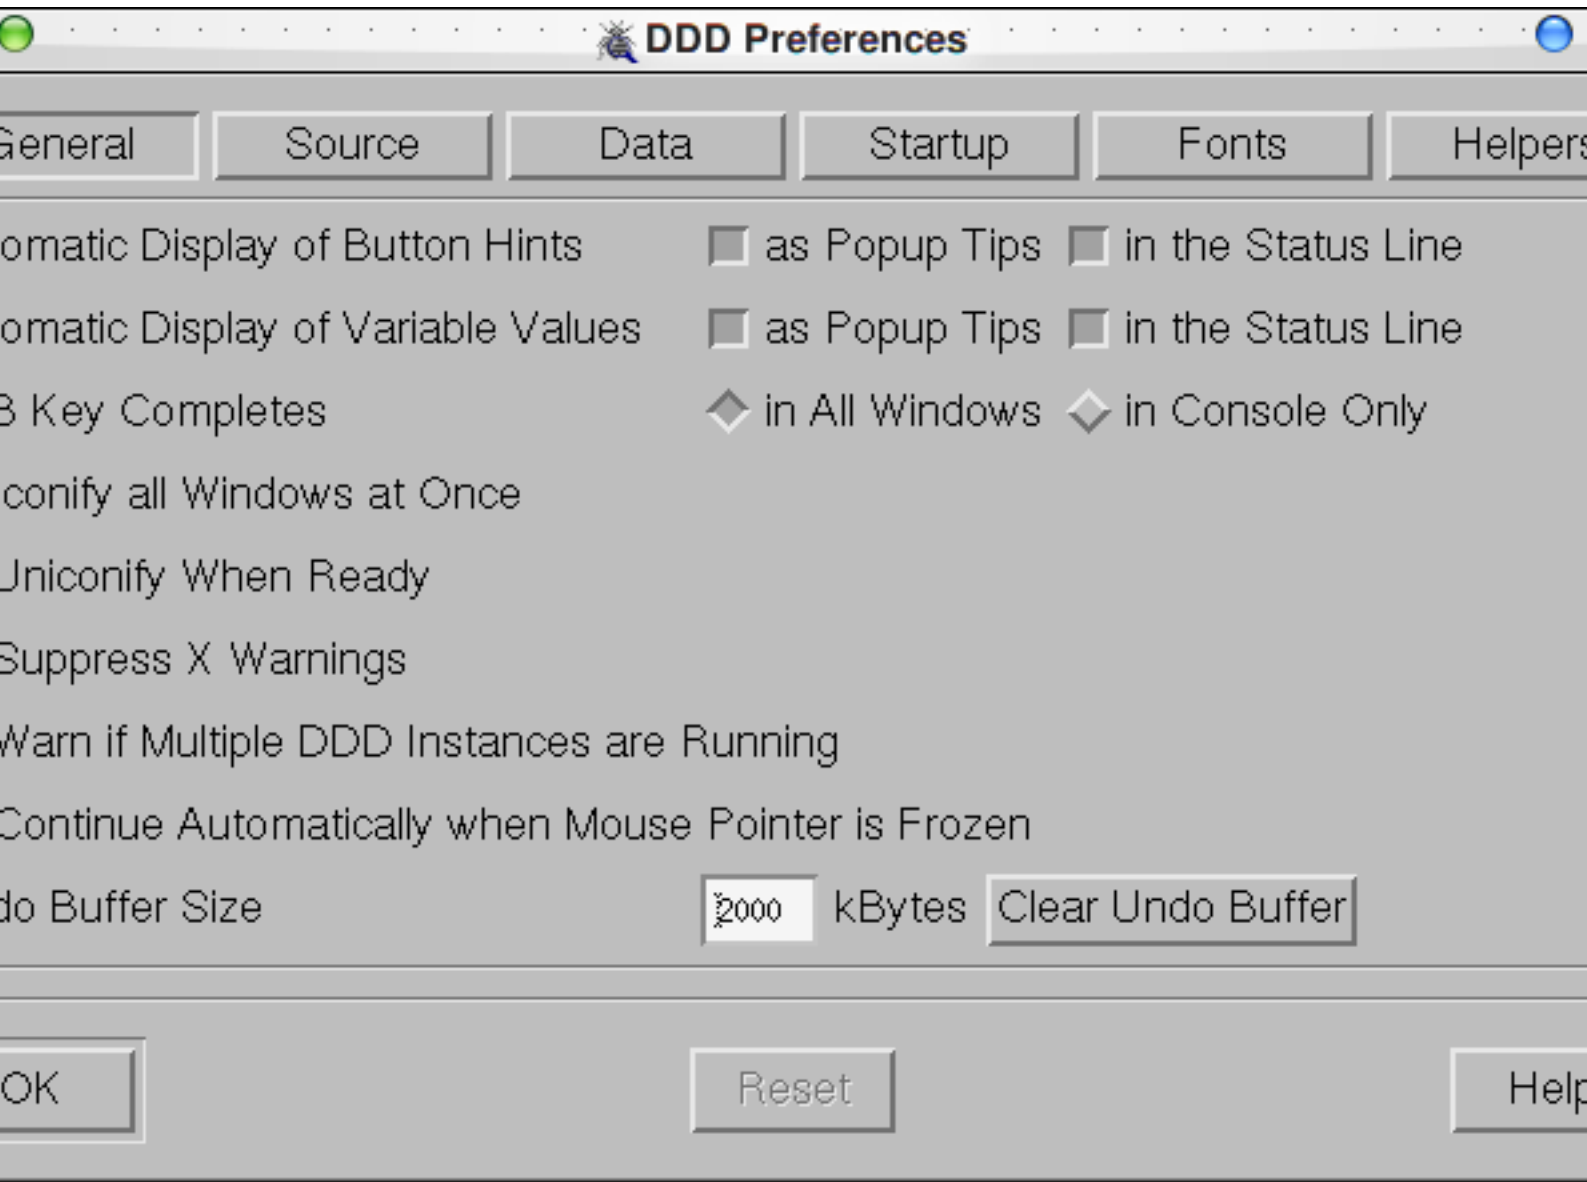 DDD Preferences
General Source Data Startup Fonts Helpers
omatic Display of Button Hints as Popup Tips in the Status Line
omatic Display of Variable Values as Popup Tips in the Status Line
B Key Completes in All Windows in Console Only
conify all Windows at Once
Uniconify When Ready
Suppress X Warnings
Warn if Multiple DDD Instances are Running
Continue Automatically when Mouse Pointer is Frozen
do Buffer Size 2000 kBytes Clear Undo Buffer
OK Reset Help